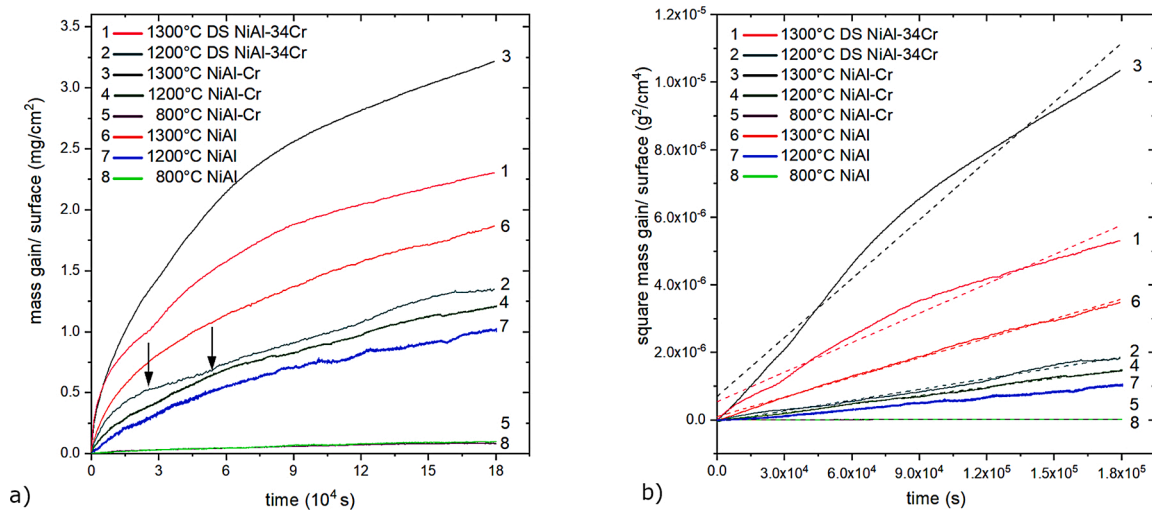 1 1300°C DS NiAl-34Cr
2 1200°C DS NiAl-34Cr
3 1300°C NiAl-Cr
4 1200°C NiAl-Cr
5 800°C NiAl-Cr
6 1300°C NiAl
7 1200°C NiAl
8 800°C NiAl
3
1
6
2
4
7
5
8
3.5
3.0
2.5
2.0
1.5
1.0
0.5
0.0
mass gain/ surface (mg/cm²)
0 3 6 9 12 15 18
time (10⁴ s)
a)
1 1300°C DS NiAl-34Cr
2 1200°C DS NiAl-34Cr
3 1300°C NiAl-Cr
4 1200°C NiAl-Cr
5 800°C NiAl-Cr
6 1300°C NiAl
7 1200°C NiAl
8 800°C NiAl
3
1
6
2
4
7
5
8
1.2x10⁻⁵
1.0x10⁻⁵
8.0x10⁻⁶
6.0x10⁻⁶
4.0x10⁻⁶
2.0x10⁻⁶
0.0
square mass gain/ surface (g²/cm⁴)
0.0 3.0x10⁴ 6.0x10⁴ 9.0x10⁴ 1.2x10⁵ 1.5x10⁵ 1.8x10⁵
time (s)
b)